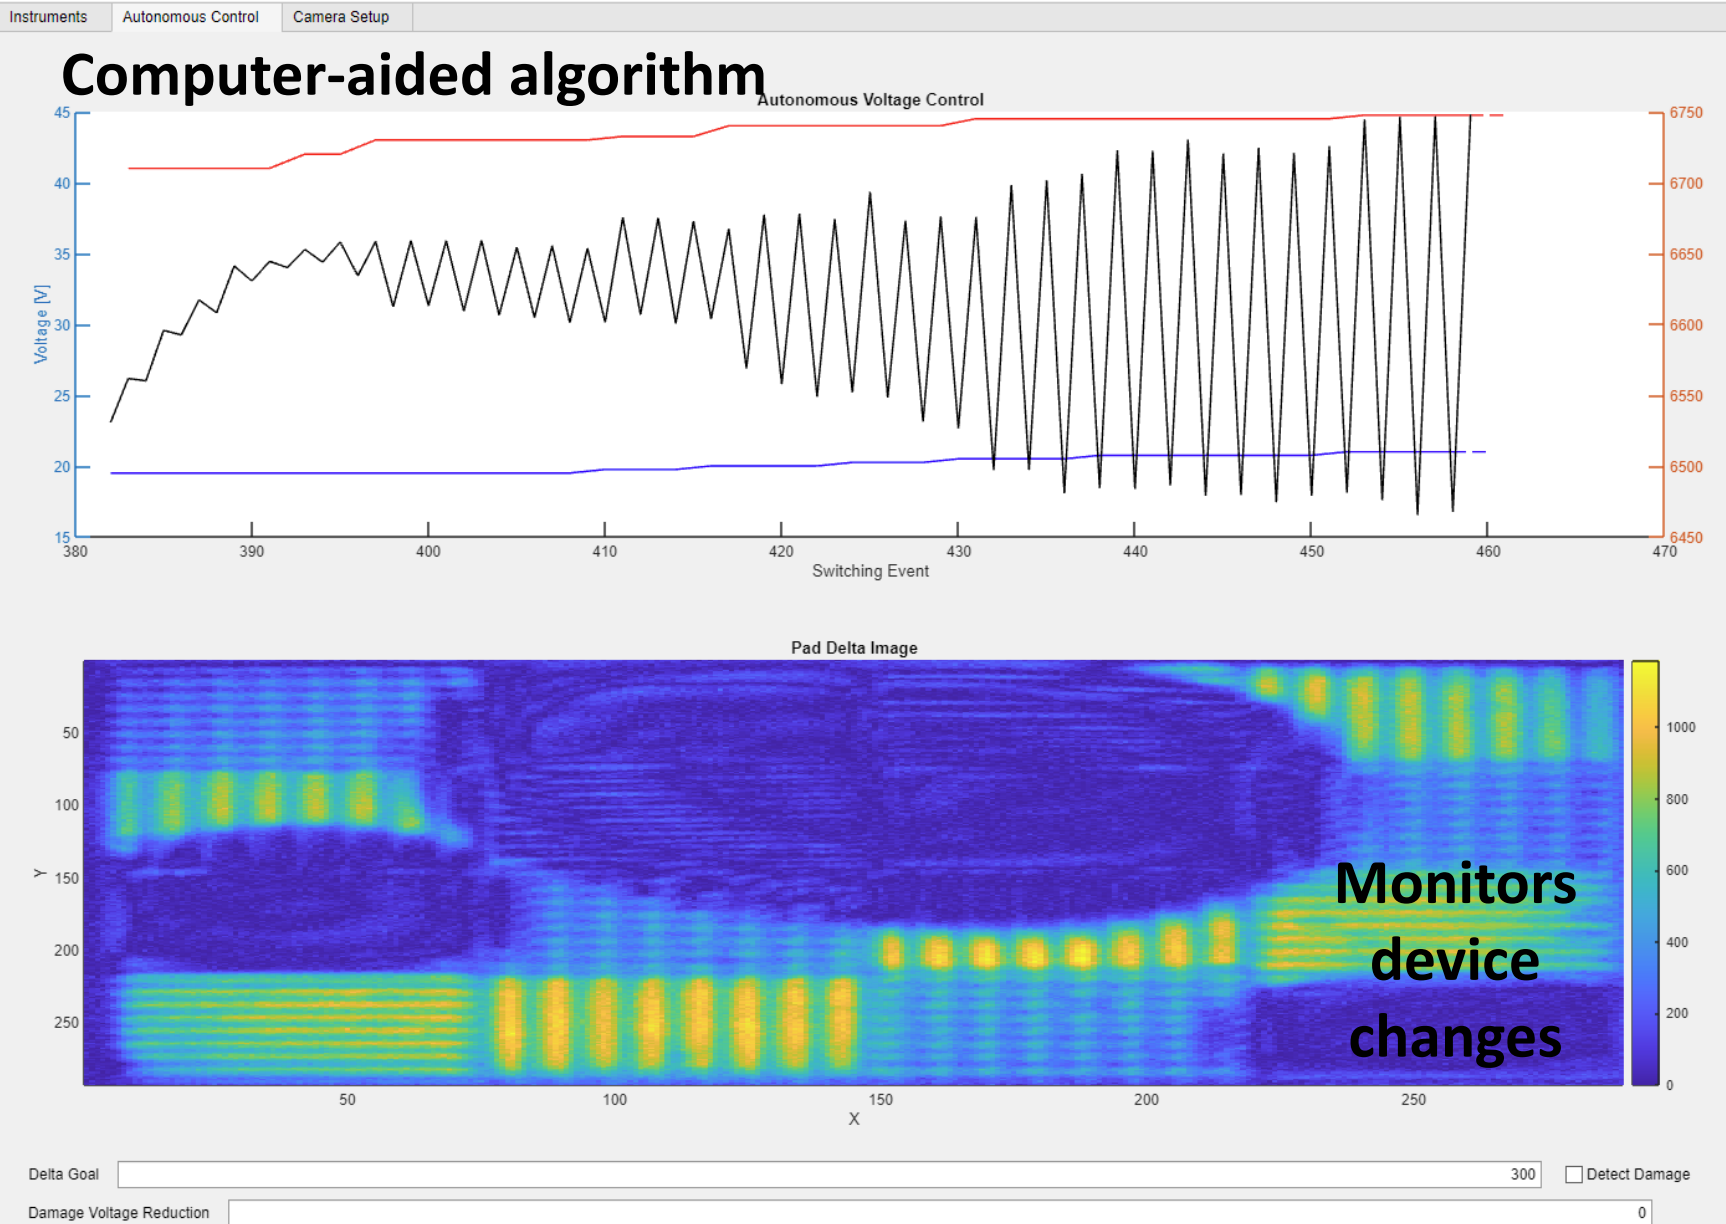 Instruments
Autonomous Control
Camera Setup
Computer-aided algorithm
Autonomous Voltage Control
45
40
35
30
25
20
15
Voltage [V]
6750
6700
6650
6600
6550
6500
6450
380 390 400 410 420 430 440 450 460 470
Switching Event
Pad Delta Image
50
100
150
200
250
Y
1000
800
600
400
200
0
Monitors
device
changes
50 100 150 200 250
X
Delta Goal 300 Detect Damage
Damage Voltage Reduction 0